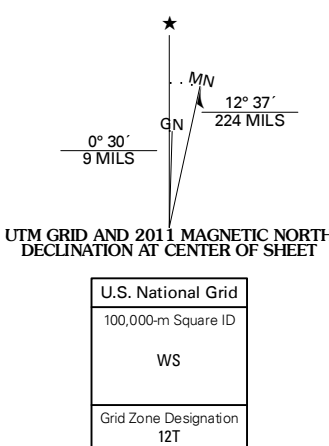 ★
MN
12° 37´
224 MILS
GN
0° 30´
9 MILS
UTM GRID AND 2011 MAGNETIC NORTH
DECLINATION AT CENTER OF SHEET
U.S. National Grid
100,000-m Square ID
WS
Grid Zone Designation
12T